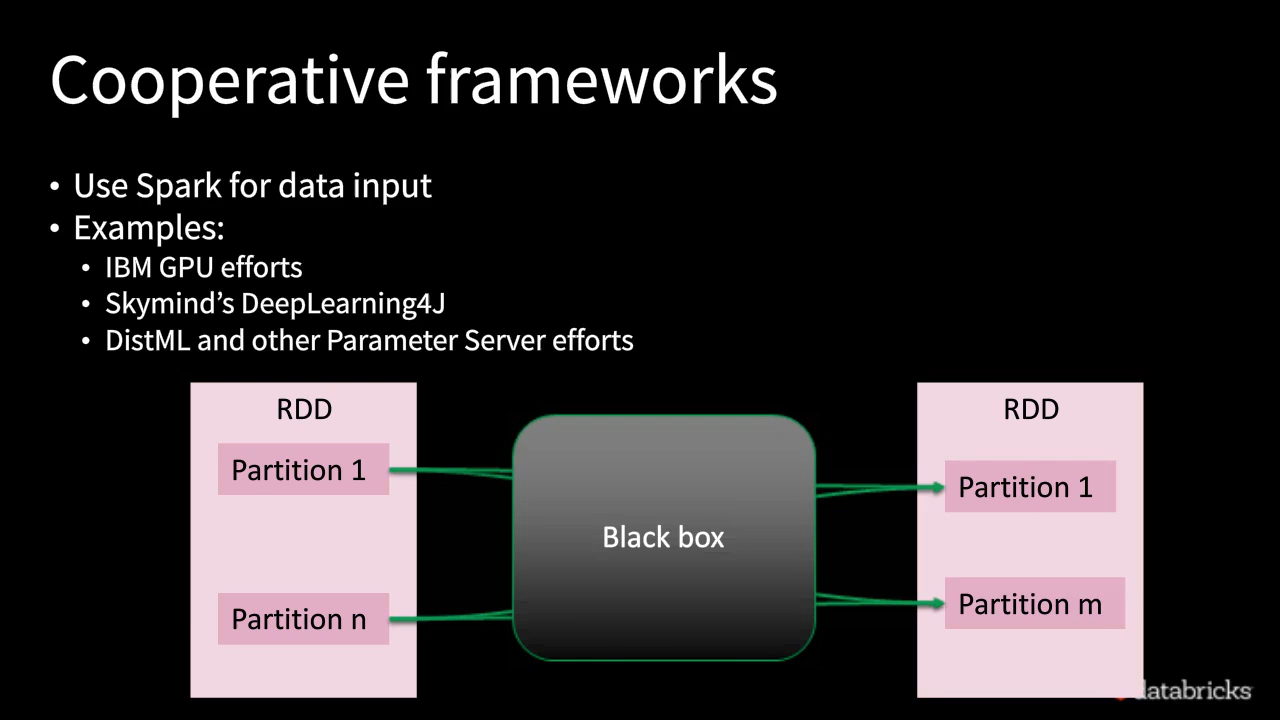 Cooperative frameworks
• Use Spark for data input
• Examples:
• IBM GPU efforts
• Skymind’s DeepLearning4J
• DistML and other Parameter Server efforts
RDD
Partition 1
Partition n
Black box
RDD
Partition 1
Partition m
databricks